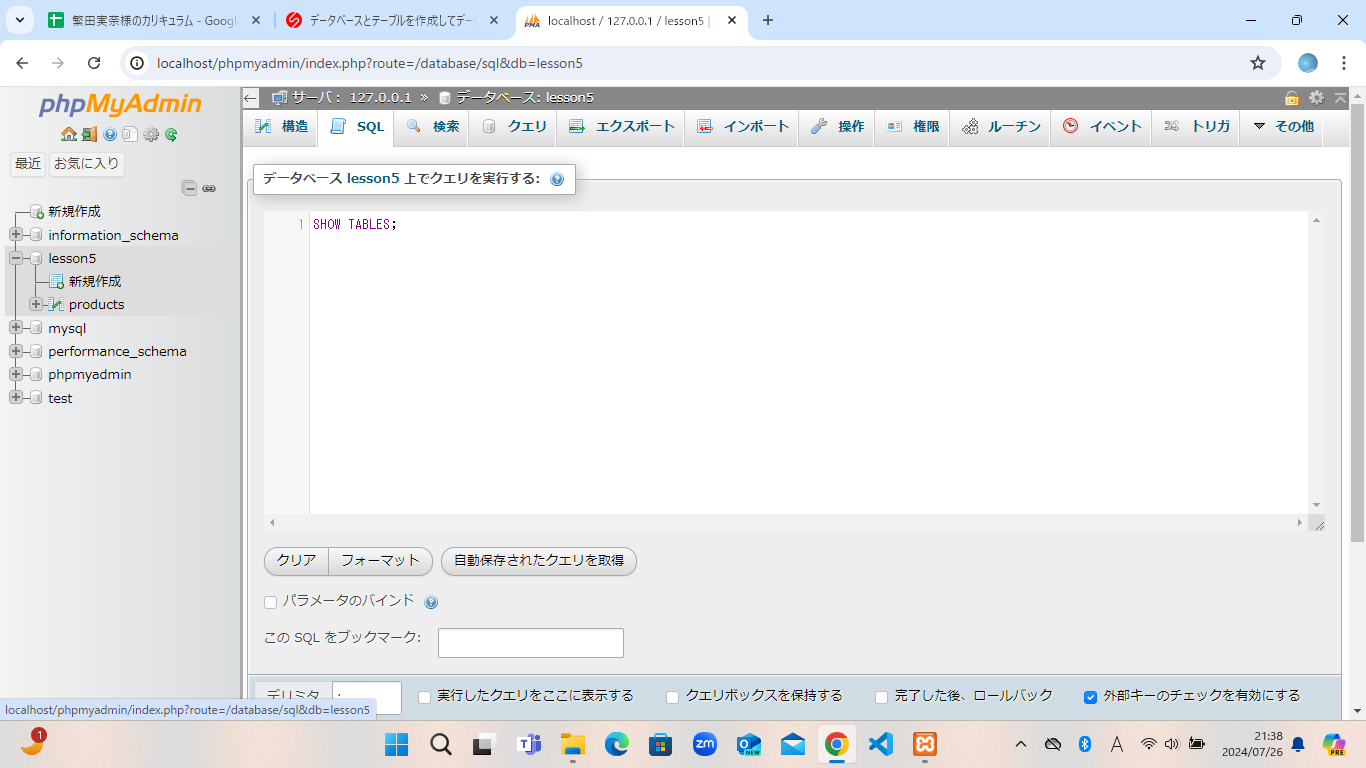 繁田実奈様のカリキュラム - Googl
データベースとテーブルを作成してデー
localhost / 127.0.0.1 / lesson5 |
localhost/phpmyadmin/index.php?route=/database/sql&db=lesson5
phpMyAdmin
最近 お気に入り
新規作成
information_schema
lesson5
新規作成
products
mysql
performance_schema
phpmyadmin
test
サーバ: 127.0.0.1 » データベース: lesson5
構造 SQL 検索 クエリ エクスポート インポート 操作 権限 ルーチン イベント トリガ その他
データベース lesson5 上でクエリを実行する:
1 SHOW TABLES;
クリア フォーマット 自動保存されたクエリを取得
パラメータのバインド
この SQL をブックマーク:
デリミタ ; 実行したクエリをここに表示する クエリボックスを保持する 完了した後、ロールバック 外部キーのチェックを有効にする
localhost/phpmyadmin/index.php?route=/database/sql&db=lesson5
1
zm
NEW
A
21:38
2024/07/26
PRE